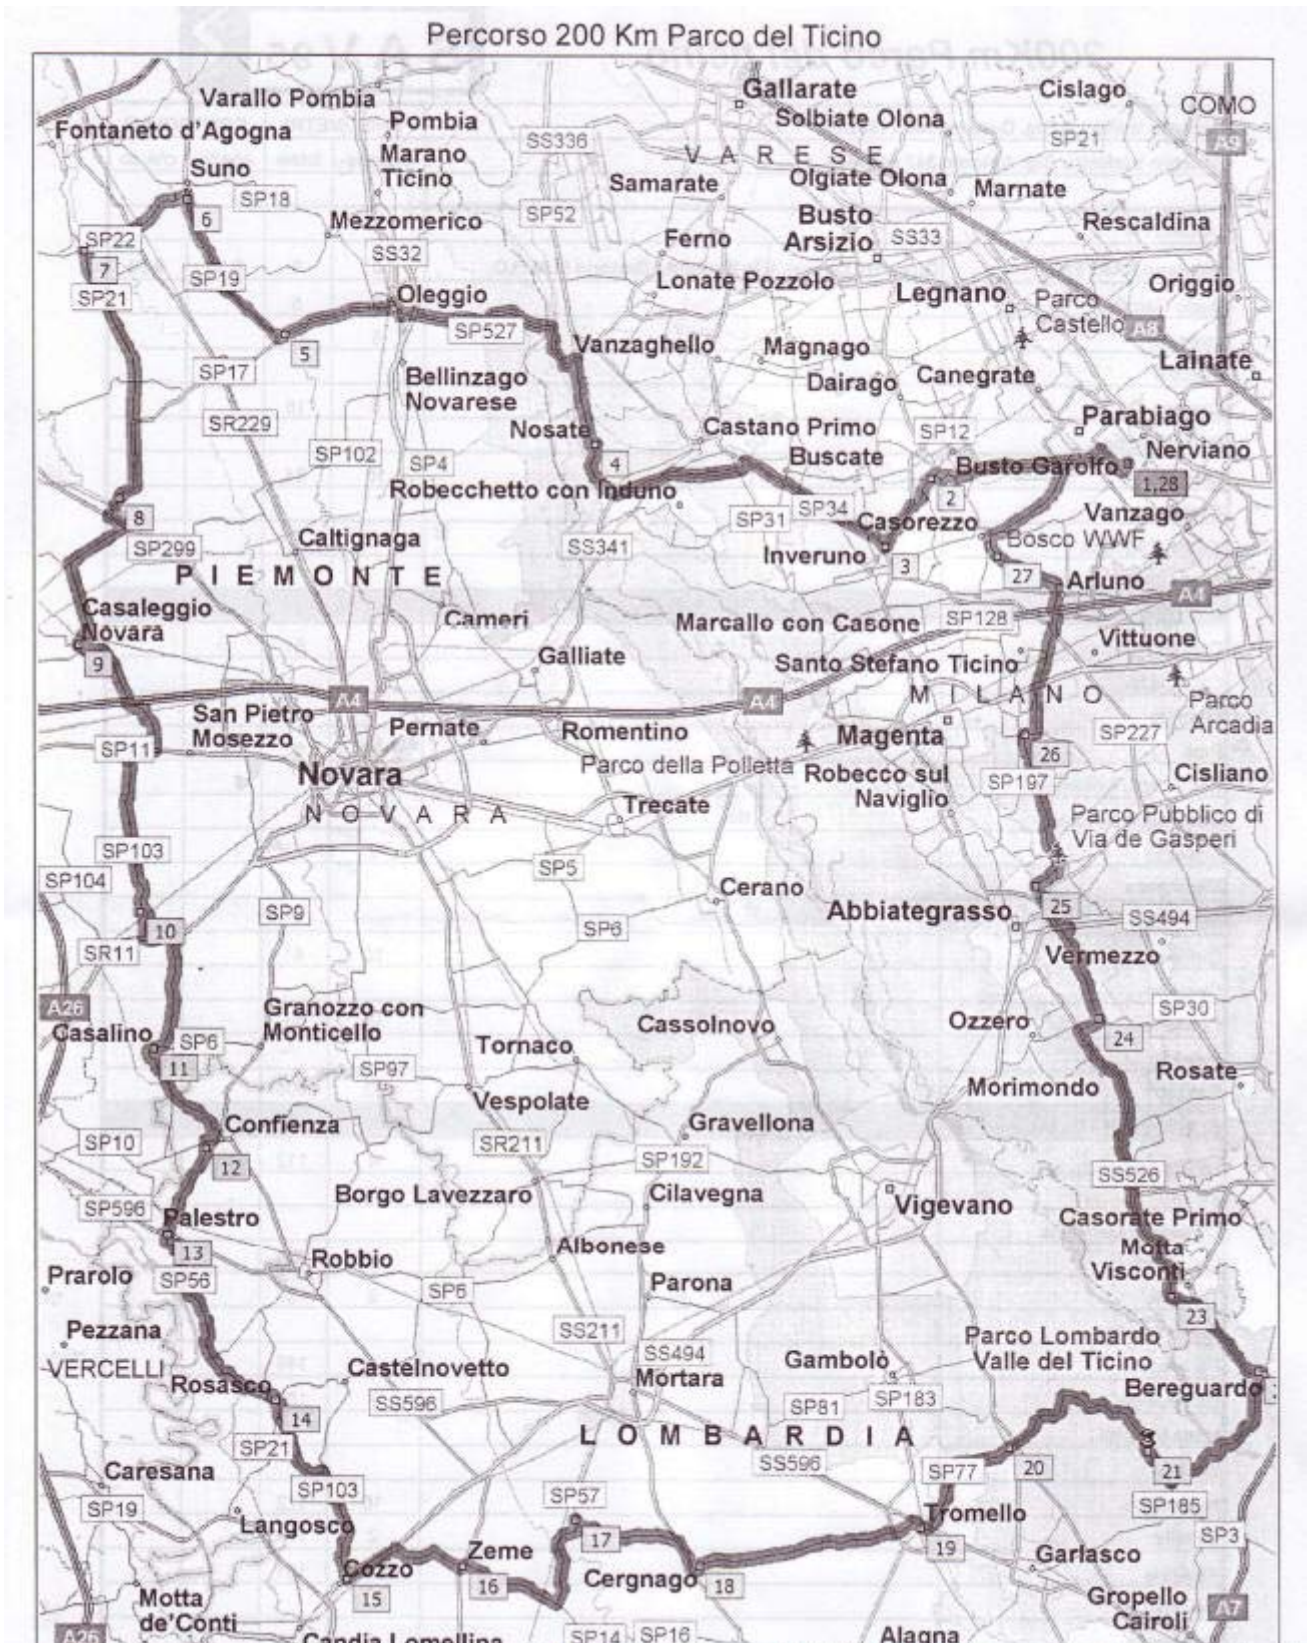 Percorso 200 Km Parco del Ticino
Gallarate
Cislago
COMO
Varallo Pombia
Solbiate Olona
Fontaneto d'Agogna
Pombia
SS336
SP21
A9
VARESE
Suno
Marano
Ticino
Samarate
Olgiate Olona
Marnate
SP18
6
Mezzomerico
SP52
Busto
Arsizio
SS33
Rescaldina
SP22
7
SP21
SP19
SS32
Ferno
Lonate Pozzolo
Legnano
Parco
Castello
Origgio
Oleggio
SP527
A8
5
Vanzaghello
Magnago
Lainate
SP17
Bellinzago
Novarese
Dairago
Canegrate
SR229
Nosate
Castano Primo
SP12
Parabiago
SP102
SP4
4
Buscate
Busto Garolfo
Nerviano
1,28
Robecchetto con Induno
2
8
SP31
SP34
Casorezzo
Vanzago
SP299
Caltignaga
SS341
Inveruno
3
Bosco WWF
27
Arluno
PIEMONTE
A4
Casaleggio
Novara
Cameri
Marcallo con Casone
SP128
Vittuone
9
Galliate
Santo Stefano Ticino
MILANO
Parco
Arcadia
A4
A4
San Pietro
Mosezzo
Pernate
Romentino
Magenta
SP227
SP11
26
Novara
Parco della Polletta
Robecco sul
Naviglio
SP197
Cisliano
NOVARA
Trecate
Parco Pubblico di
Via de Gasperi
SP103
SP104
SP5
Cerano
SP9
SP6
Abbiategrasso
25
SS494
10
SR11
Vermezzo
A26
Granozzo con
Monticello
Cassolnovo
Ozzero
SP30
Casalino
SP6
24
11
Tornaco
SP97
Rosate
Vespolate
Morimondo
Confienza
Gravellona
SP10
SR211
12
SP192
SS526
Borgo Lavezzaro
Cilavegna
Vigevano
SP596
Palestro
Casorate Primo
13
Albonese
Motta
Visconti
Robbio
Prarolo
SP56
SP6
Parona
23
Pezzana
SS211
Parco Lombardo
Valle del Ticino
VERCELLI
SS494
Gambolò
Rosasco
Castelnovetto
Mortara
Bereguardo
SS596
SP81
SP183
14
LOMBARDIA
SP21
SS596
SP77
20
21
Caresana
SP103
SP57
SP185
SP19
Langosco
Tromello
SP3
17
19
Cozzo
Zeme
Garlasco
15
16
Cergnago
18
Motta
de'Conti
Gropello
Cairoli
A7
A26
Candia Lomellina
SP14
SP16
Alagna